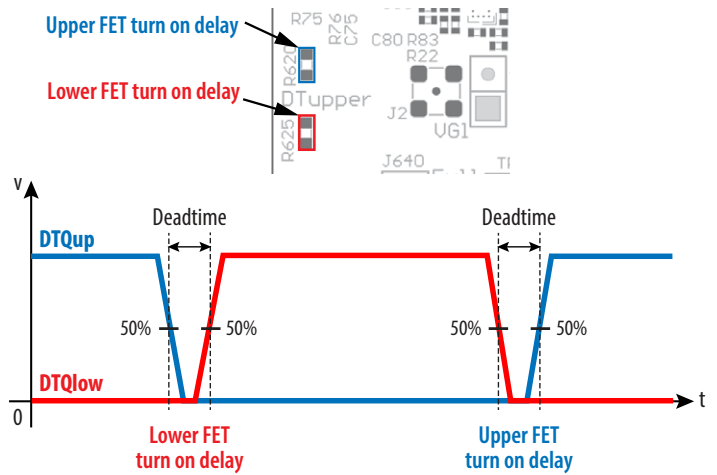 Upper FET turn on delay
Lower FET turn on delay
R75
R76
C75
R620
DTupper
R625
C80 R83
R22
J2
VG1
J640
V
Deadtime
Deadtime
DTQup
50%
50%
50%
50%
DTQlow
0
t
Lower FET
turn on delay
Upper FET
turn on delay